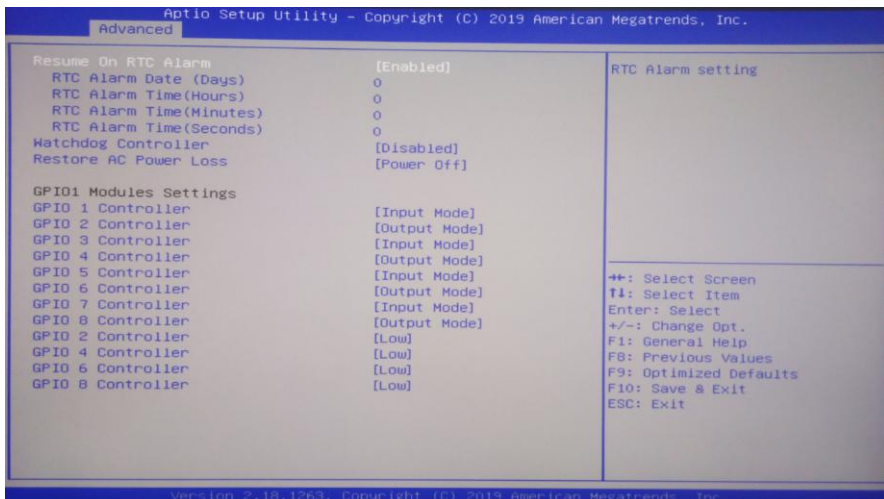 Aptio Setup Utility – Copyright (C) 2019 American Megatrends, Inc.
Advanced
Resume On RTC Alarm [Enabled]
RTC Alarm Date (Days) 0
RTC Alarm Time(Hours) 0
RTC Alarm Time(Minutes) 0
RTC Alarm Time(Seconds) 0
Watchdog Controller [Disabled]
Restore AC Power Loss [Power Off]
GPIO1 Modules Settings
GPIO 1 Controller [Input Mode]
GPIO 2 Controller [Output Mode]
GPIO 3 Controller [Input Mode]
GPIO 4 Controller [Output Mode]
GPIO 5 Controller [Input Mode]
GPIO 6 Controller [Output Mode]
GPIO 7 Controller [Input Mode]
GPIO 8 Controller [Output Mode]
GPIO 2 Controller [Low]
GPIO 4 Controller [Low]
GPIO 6 Controller [Low]
GPIO 8 Controller [Low]
RTC Alarm setting
→←: Select Screen
↑↓: Select Item
Enter: Select
+/-: Change Opt.
F1: General Help
F8: Previous Values
F9: Optimized Defaults
F10: Save & Exit
ESC: Exit
Version 2.18.1263. Copyright (C) 2019 American Megatrends, Inc.